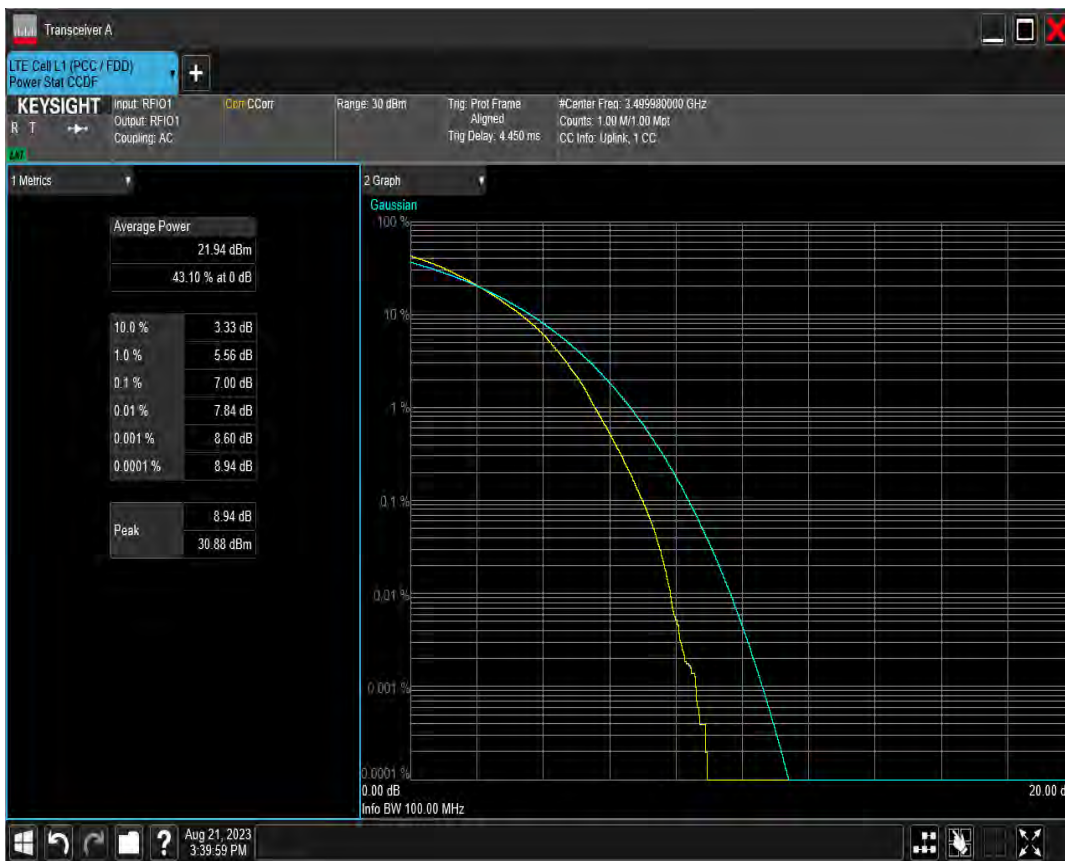 Transceiver A
LTE Cell L1 (PCC / FDD)
Power Stat CCDF
+
KEYSIGHT
R T
LXI
Input: RFIO1
Output: RFIO1
Coupling: AC
Corr CCorr
Range: 30 dBm
Trig: Prot Frame
Aligned
Trig Delay: 4.450 ms
#Center Freq: 3.499980000 GHz
Counts: 1.00 M/1.00 Mpt
CC Info: Uplink, 1 CC
1 Metrics
Average Power
21.94 dBm
43.10 % at 0 dB
10.0 % 3.33 dB
1.0 % 5.56 dB
0.1 % 7.00 dB
0.01 % 7.84 dB
0.001 % 8.60 dB
0.0001 % 8.94 dB
Peak 8.94 dB
30.88 dBm
2 Graph
Gaussian
100 %
10 %
1 %
0.1 %
0.01 %
0.001 %
0.0001 %
0.00 dB 20.00 d
Info BW 100.00 MHz
?
Aug 21, 2023
3:39:59 PM